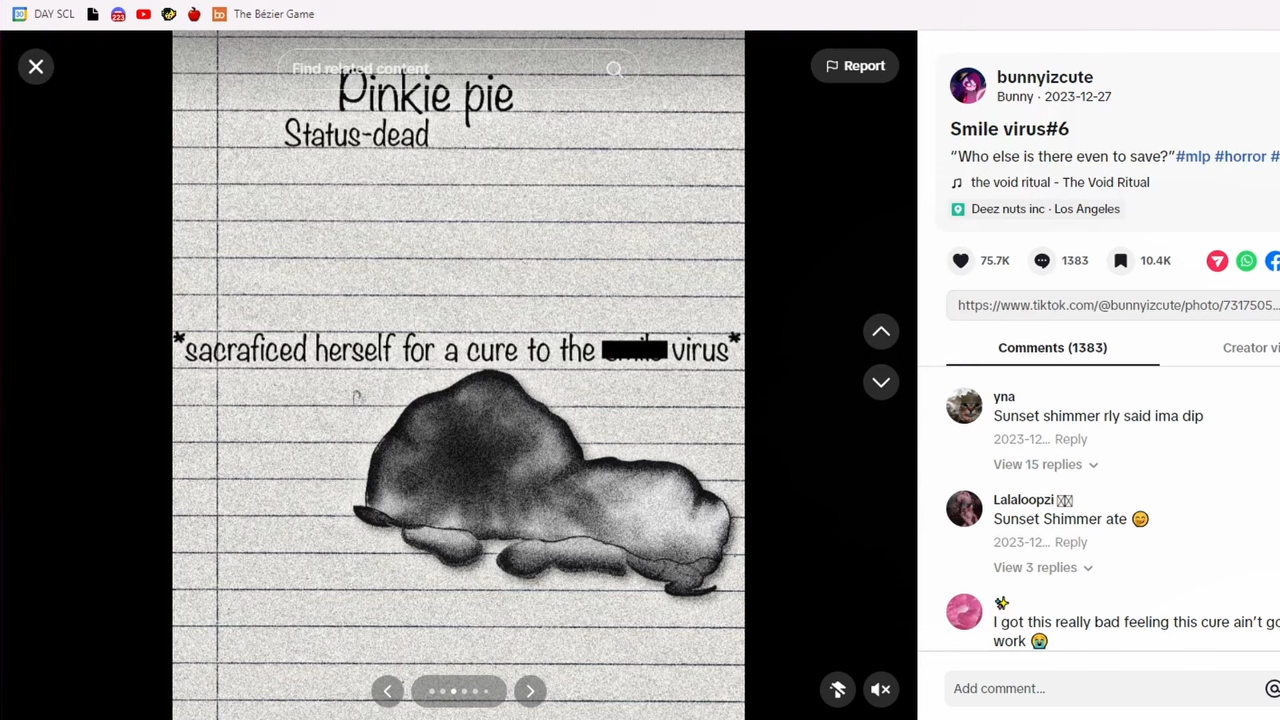 DAY SCL
223
The Bézier Game
Find related content
Report
Pinkie pie
Status-dead
*sacraficed herself for a cure to the smile virus*
bunnyizcute
Bunny · 2023-12-27
Smile virus#6
“Who else is there even to save?”#mlp #horror #
the void ritual - The Void Ritual
Deez nuts inc · Los Angeles
75.7K
1383
10.4K
https://www.tiktok.com/@bunnyizcute/photo/7317505...
Comments (1383)
Creator vi
yna
Sunset shimmer rly said ima dip
2023-12... Reply
View 15 replies
Lalaloopzi
Sunset Shimmer ate 😊
2023-12... Reply
View 3 replies
✨
I got this really bad feeling this cure ain’t go
work 😭
Add comment...
@